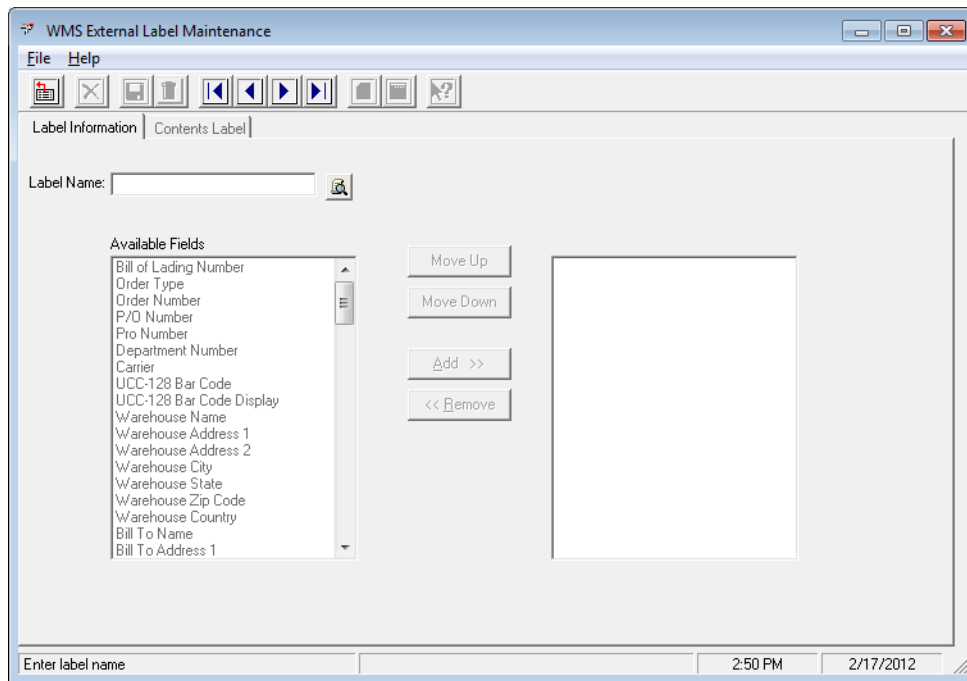 WMS External Label Maintenance
File Help
Label Information Contents Label
Label Name:
Available Fields
Bill of Lading Number
Order Type
Order Number
P/O Number
Pro Number
Department Number
Carrier
UCC-128 Bar Code
UCC-128 Bar Code Display
Warehouse Name
Warehouse Address 1
Warehouse Address 2
Warehouse City
Warehouse State
Warehouse Zip Code
Warehouse Country
Bill To Name
Bill To Address 1
Move Up
Move Down
Add >>
<< Remove
Enter label name 2:50 PM 2/17/2012